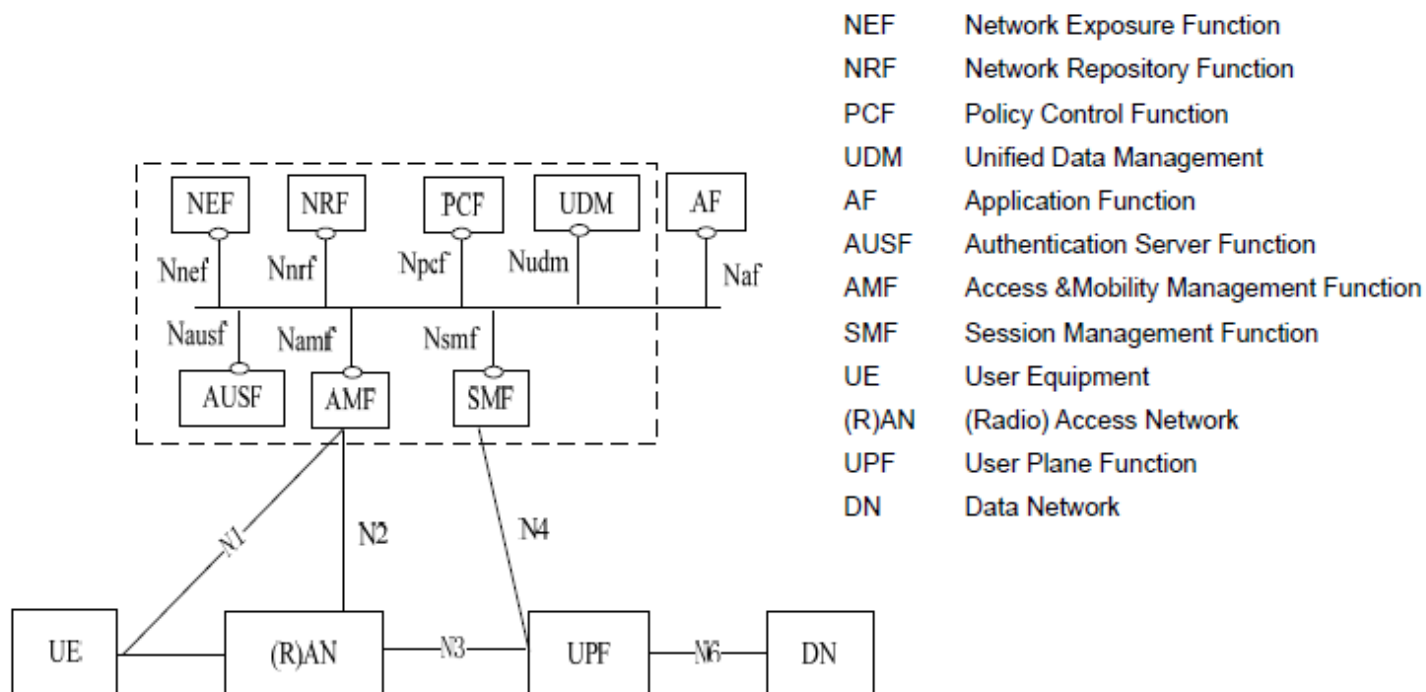 NEF Network Exposure Function
NRF Network Repository Function
PCF Policy Control Function
UDM Unified Data Management
AF Application Function
AUSF Authentication Server Function
AMF Access &Mobility Management Function
SMF Session Management Function
UE User Equipment
(R)AN (Radio) Access Network
UPF User Plane Function
DN Data Network
NEF NRF PCF UDM AF
Nnef Nnrf Npcf Nudm Naf
Nausf Namf Nsmf
AUSF AMF SMF
N1 N2 N4
UE (R)AN N3 UPF N6 DN